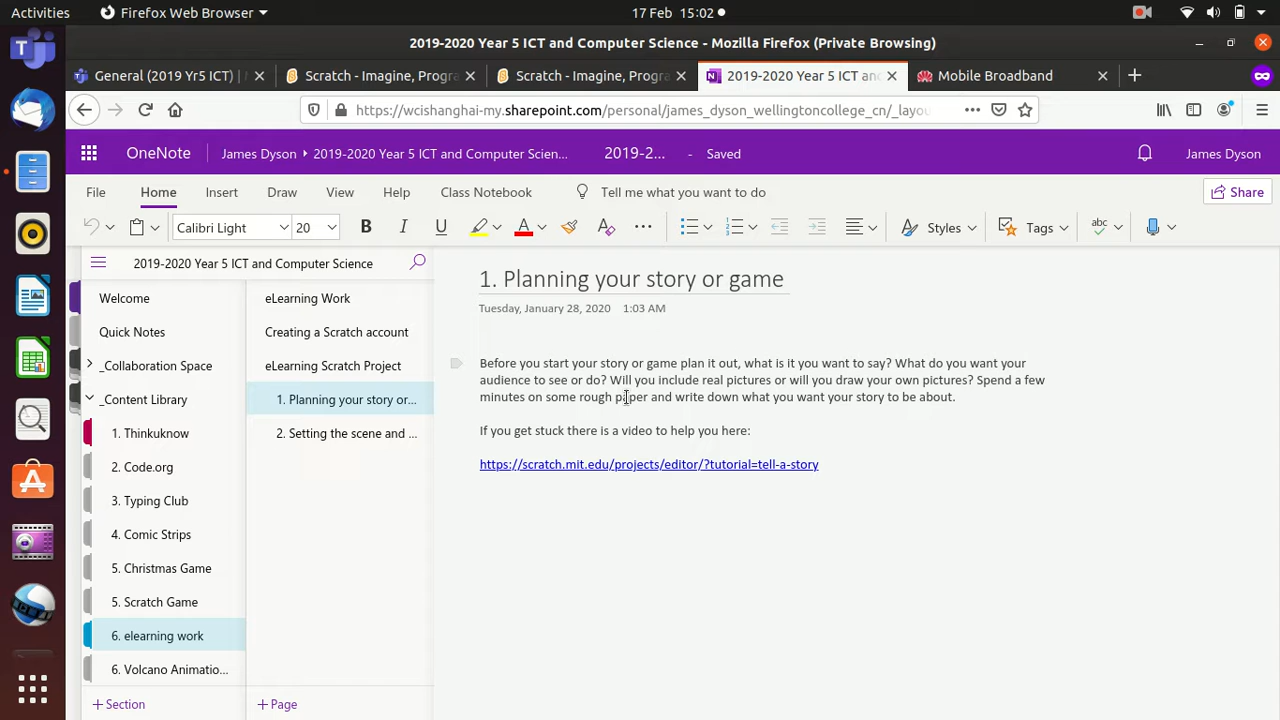 Activities
Firefox Web Browser
17 Feb 15:02
2019-2020 Year 5 ICT and Computer Science - Mozilla Firefox (Private Browsing)
General (2019 Yr5 ICT)
Scratch - Imagine, Progra
Scratch - Imagine, Progra
2019-2020 Year 5 ICT an
Mobile Broadband
https://wcishanghai-my.sharepoint.com/personal/james_dyson_wellingtoncollege_cn/_layou
OneNote
James Dyson
2019-2020 Year 5 ICT and Computer Scien...
2019-2... - Saved
James Dyson
File Home Insert Draw View Help Class Notebook Tell me what you want to do
Share
Calibri Light 20 B I U A
Styles
Tags
abc
2019-2020 Year 5 ICT and Computer Science
Welcome
Quick Notes
_Collaboration Space
_Content Library
1. Thinkuknow
2. Code.org
3. Typing Club
4. Comic Strips
5. Christmas Game
5. Scratch Game
6. elearning work
6. Volcano Animatio...
+ Section
eLearning Work
Creating a Scratch account
eLearning Scratch Project
1. Planning your story or...
2. Setting the scene and ...
+ Page
1. Planning your story or game
Tuesday, January 28, 2020 1:03 AM
Before you start your story or game plan it out, what is it you want to say? What do you want your
audience to see or do? Will you include real pictures or will you draw your own pictures? Spend a few
minutes on some rough paper and write down what you want your story to be about.
If you get stuck there is a video to help you here:
https://scratch.mit.edu/projects/editor/?tutorial=tell-a-story